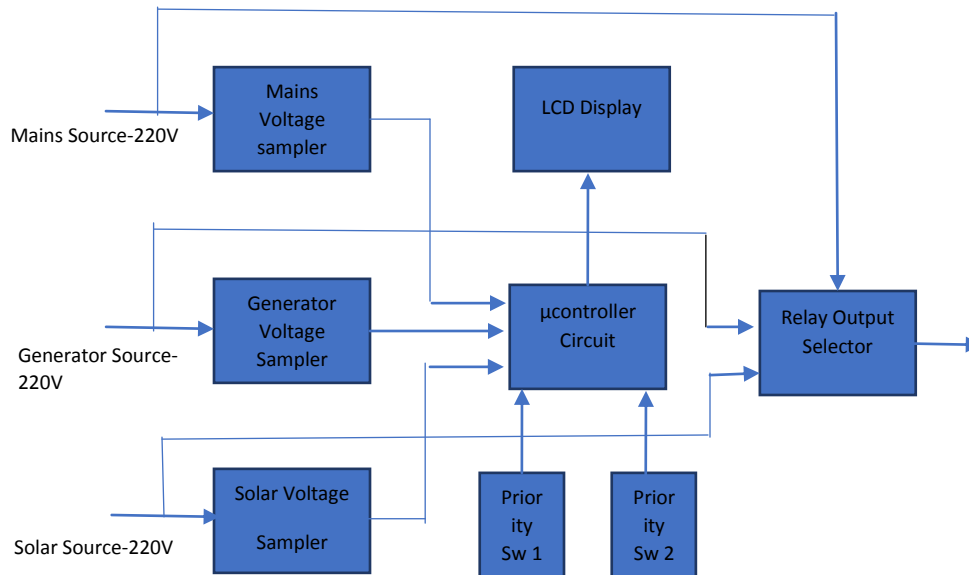 Mains
Voltage
sampler
LCD Display
Mains Source-220V
Generator
Voltage
Sampler
µcontroller
Circuit
Relay Output
Selector
Generator Source-
220V
Solar Voltage
Sampler
Prior
ity
Sw 1
Prior
ity
Sw 2
Solar Source-220V